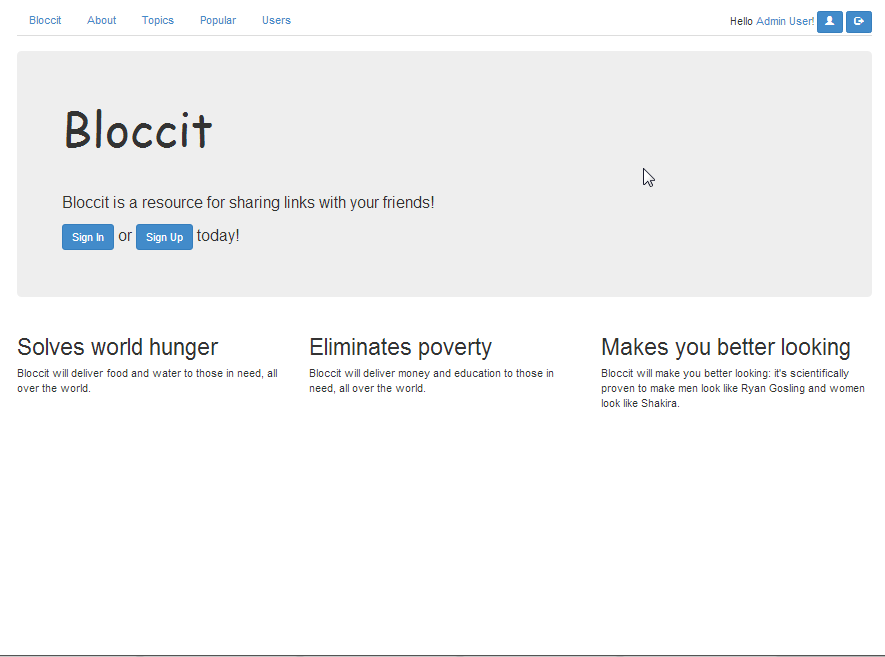 Bloccit About Topics Popular Users Hello Admin User!
Bloccit
Bloccit is a resource for sharing links with your friends!
Sign In or Sign Up today!
Solves world hunger
Bloccit will deliver food and water to those in need, all
over the world.
Eliminates poverty
Bloccit will deliver money and education to those in
need, all over the world.
Makes you better looking
Bloccit will make you better looking: it's scientifically
proven to make men look like Ryan Gosling and women
look like Shakira.